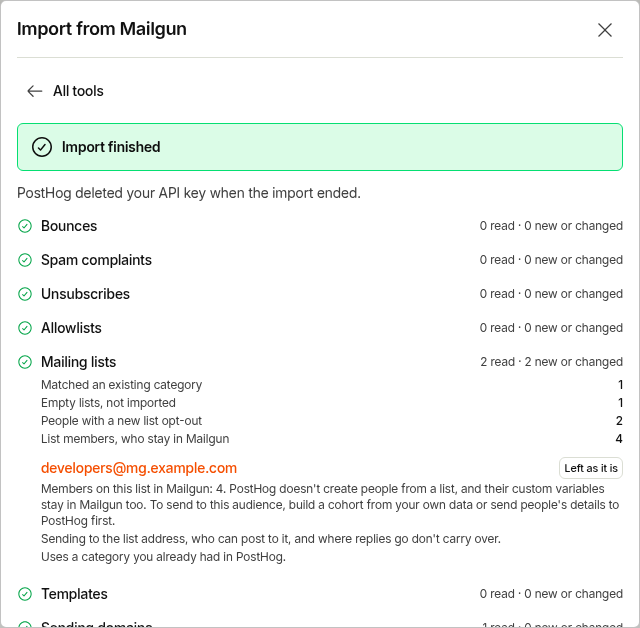 Import from Mailgun
All tools
Import finished
PostHog deleted your API key when the import ended.
Bounces
0 read · 0 new or changed
Spam complaints
0 read · 0 new or changed
Unsubscribes
0 read · 0 new or changed
Allowlists
0 read · 0 new or changed
Mailing lists
2 read · 2 new or changed
Matched an existing category
1
Empty lists, not imported
1
People with a new list opt-out
2
List members, who stay in Mailgun
4
developers@mg.example.com
Left as it is
Members on this list in Mailgun: 4. PostHog doesn't create people from a list, and their custom variables
stay in Mailgun too. To send to this audience, build a cohort from your own data or send people's details to
PostHog first.
Sending to the list address, who can post to it, and where replies go don't carry over.
Uses a category you already had in PostHog.
Templates
0 read · 0 new or changed
Sending domains
1 read · 0 new or changed